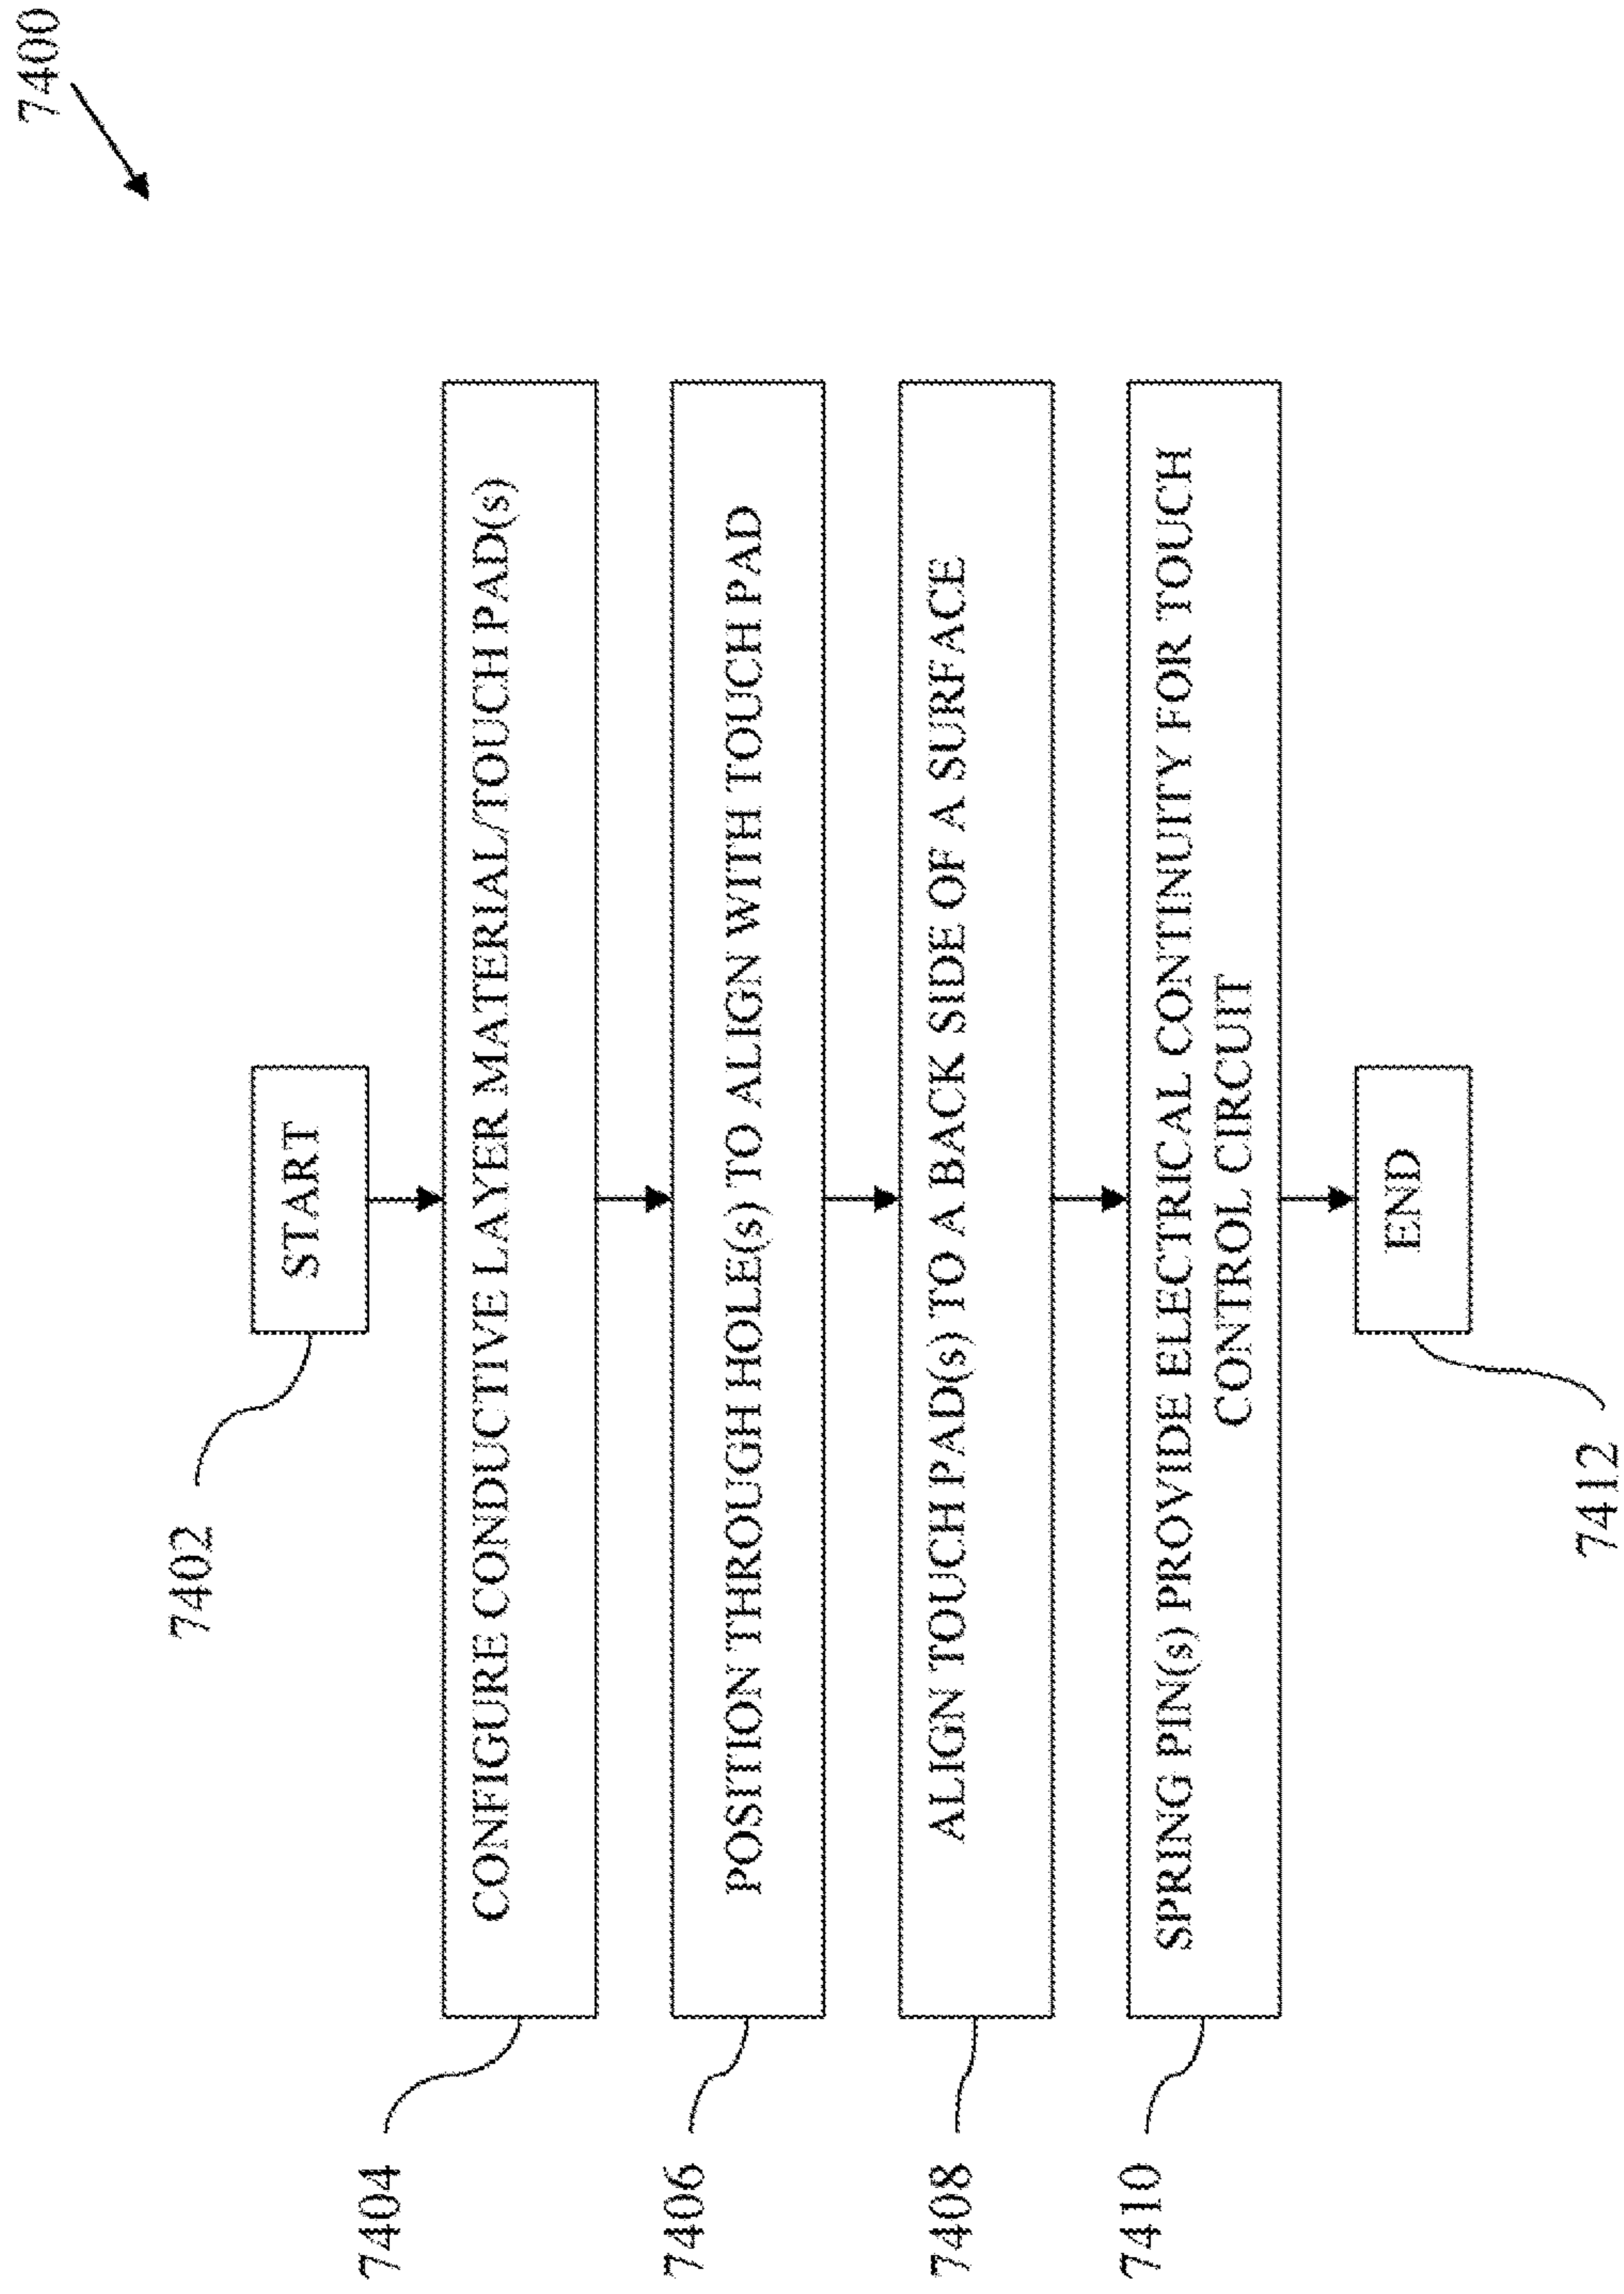 7400
7402
START
7404
CONFIGURE CONDUCTIVE LAYER MATERIAL/TOUCH PAD(s)
7406
POSITION THROUGH HOLE(s) TO ALIGN WITH TOUCH PAD
7408
ALIGN TOUCH PAD(s) TO A BACK SIDE OF A SURFACE
7410
SPRING PIN(s) PROVIDE ELECTRICAL CONTINUITY FOR TOUCH
CONTROL CIRCUIT
END
7412